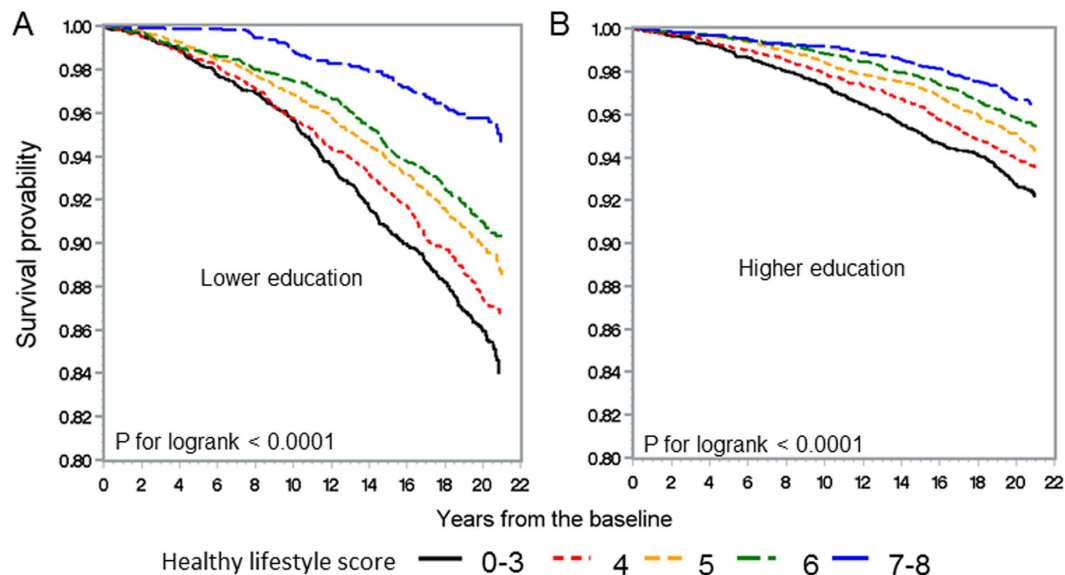 A
B
1.00
0.98
0.96
0.94
0.92
0.90
0.88
0.86
0.84
0.82
0.80
Survival provability
Lower education
P for logrank < 0.0001
0 2 4 6 8 10 12 14 16 18 20 22
1.00
0.98
0.96
0.94
0.92
0.90
0.88
0.86
0.84
0.82
0.80
Higher education
P for logrank < 0.0001
0 2 4 6 8 10 12 14 16 18 20 22
Years from the baseline
Healthy lifestyle score 0-3 4 5 6 7-8